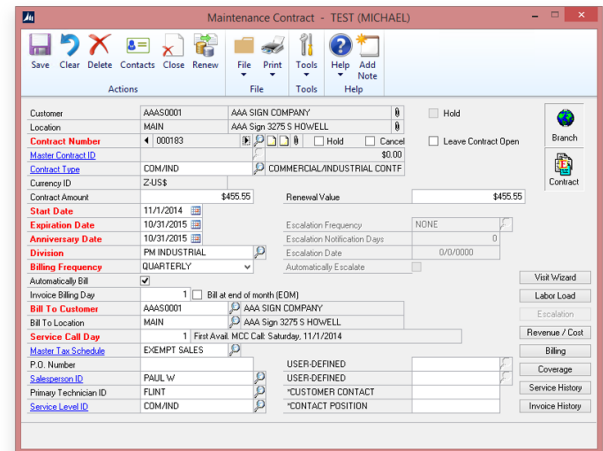 Maintenance Contract - TEST (MICHAEL)
Save Clear Delete Contacts Close Renew File Print Tools Help Add Note
Actions File Tools Help
Customer AAAS0001 AAA SIGN COMPANY Hold
Location MAIN AAA Sign 3275 S HOWELL
Contract Number 000183 Hold Cancel Leave Contract Open Branch
Master Contract ID $0.00
Contract Type COM/IND COMMERCIAL/INDUSTRIAL CONTF
Currency ID Z-US$ Contract
Contract Amount $455.55 Renewal Value $455.55
Start Date 11/1/2014
Expiration Date 10/31/2015 Escalation Frequency NONE
Anniversary Date 10/31/2015 Escalation Notification Days 0
Division PM INDUSTRIAL Escalation Date 0/0/0000
Billing Frequency QUARTERLY Automatically Escalate
Automatically Bill Visit Wizard
Invoice Billing Day 1 Bill at end of month (EOM) Labor Load
Bill To Customer AAAS0001 AAA SIGN COMPANY Escalation
Bill To Location MAIN AAA Sign 3275 S HOWELL
Service Call Day 1 First Avail. MCC Call: Saturday, 11/1/2014 Revenue / Cost
Master Tax Schedule EXEMPT SALES Billing
P.O. Number USER-DEFINED Coverage
Salesperson ID PAUL W USER-DEFINED
Primary Technician ID FLINT *CUSTOMER CONTACT Service History
Service Level ID COM/IND *CONTACT POSITION Invoice History